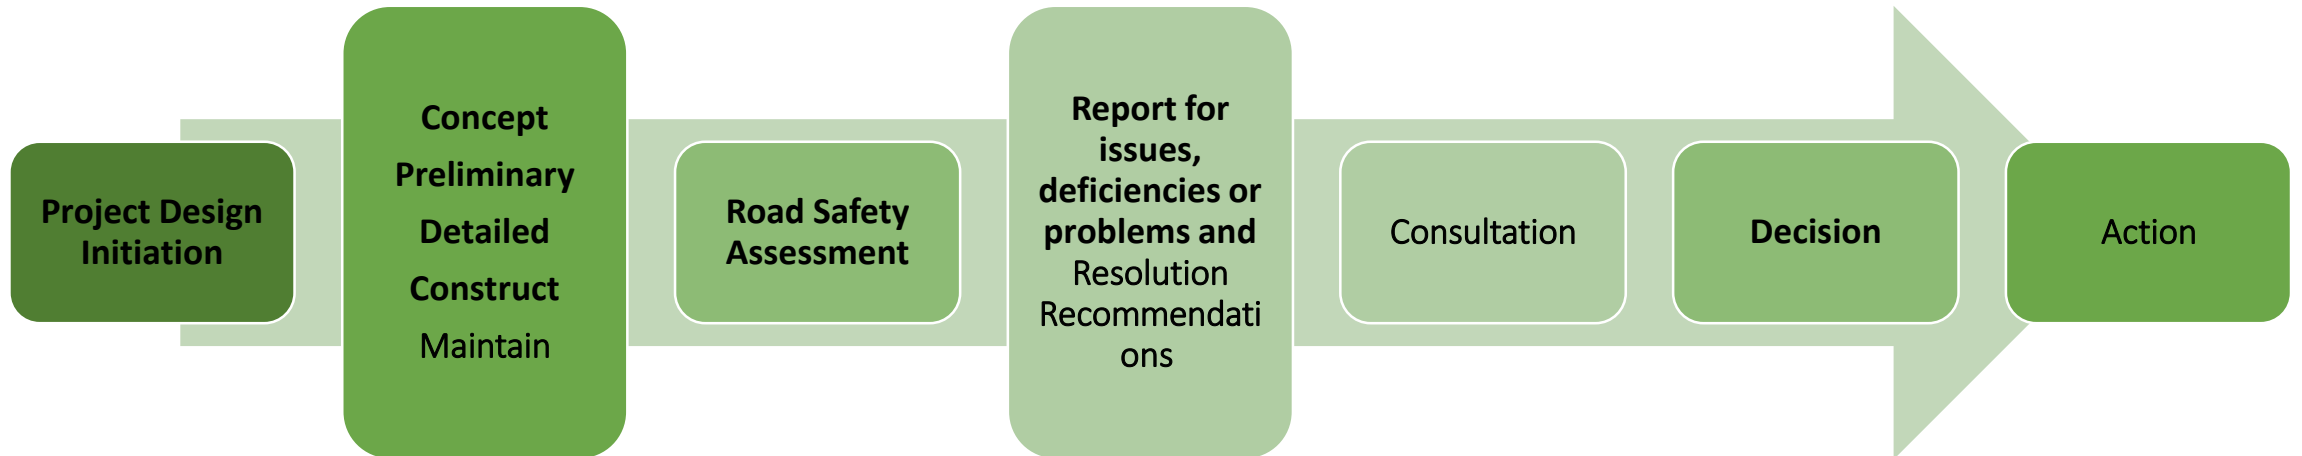 Project Design
Initiation
Concept
Preliminary
Detailed
Construct
Maintain
Road Safety
Assessment
Report for
issues,
deficiencies or
problems and
Resolution
Recommendati
ons
Consultation
Decision
Action